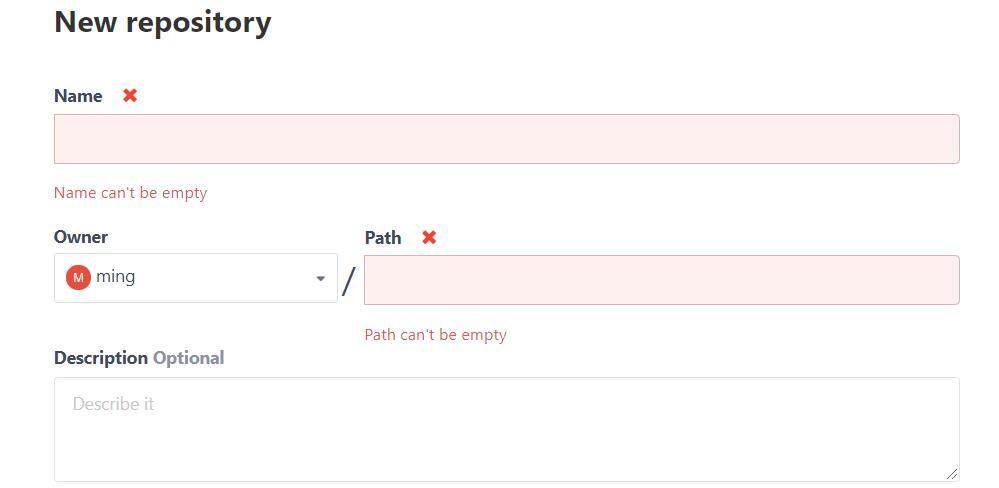 New repository
Name ✖
Name can't be empty
Owner
Path ✖
M ming
/
Path can't be empty
Description Optional
Describe it